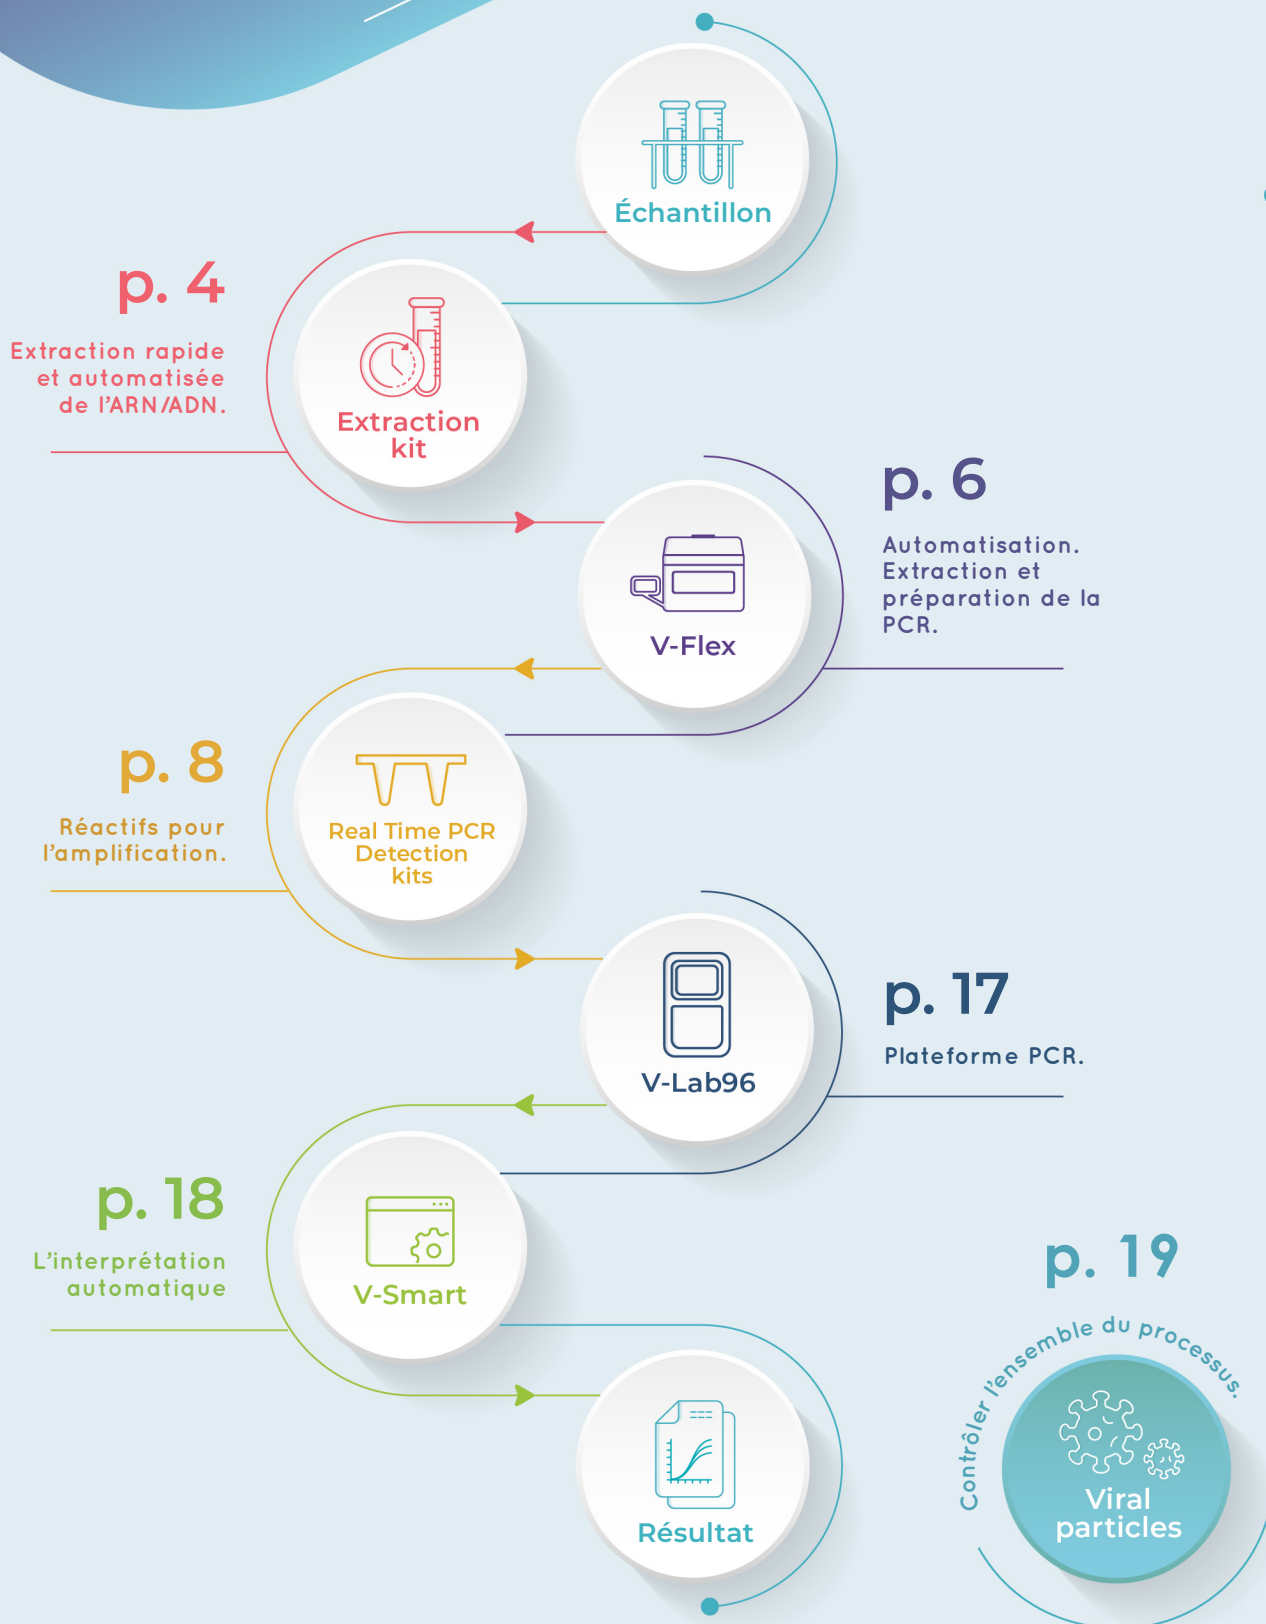 Échantillon
p. 4
Extraction rapide
et automatisée
de l'ARN/ADN.
Extraction
kit
p. 6
Automatisation.
Extraction et
préparation de la
PCR.
V-Flex
p. 8
Réactifs pour
l'amplification.
Real Time PCR
Detection
kits
p. 17
Plateforme PCR.
V-Lab96
p. 18
L'interprétation
automatique
V-Smart
p. 19
Contrôler l'ensemble du processus.
Viral
particles
Résultat